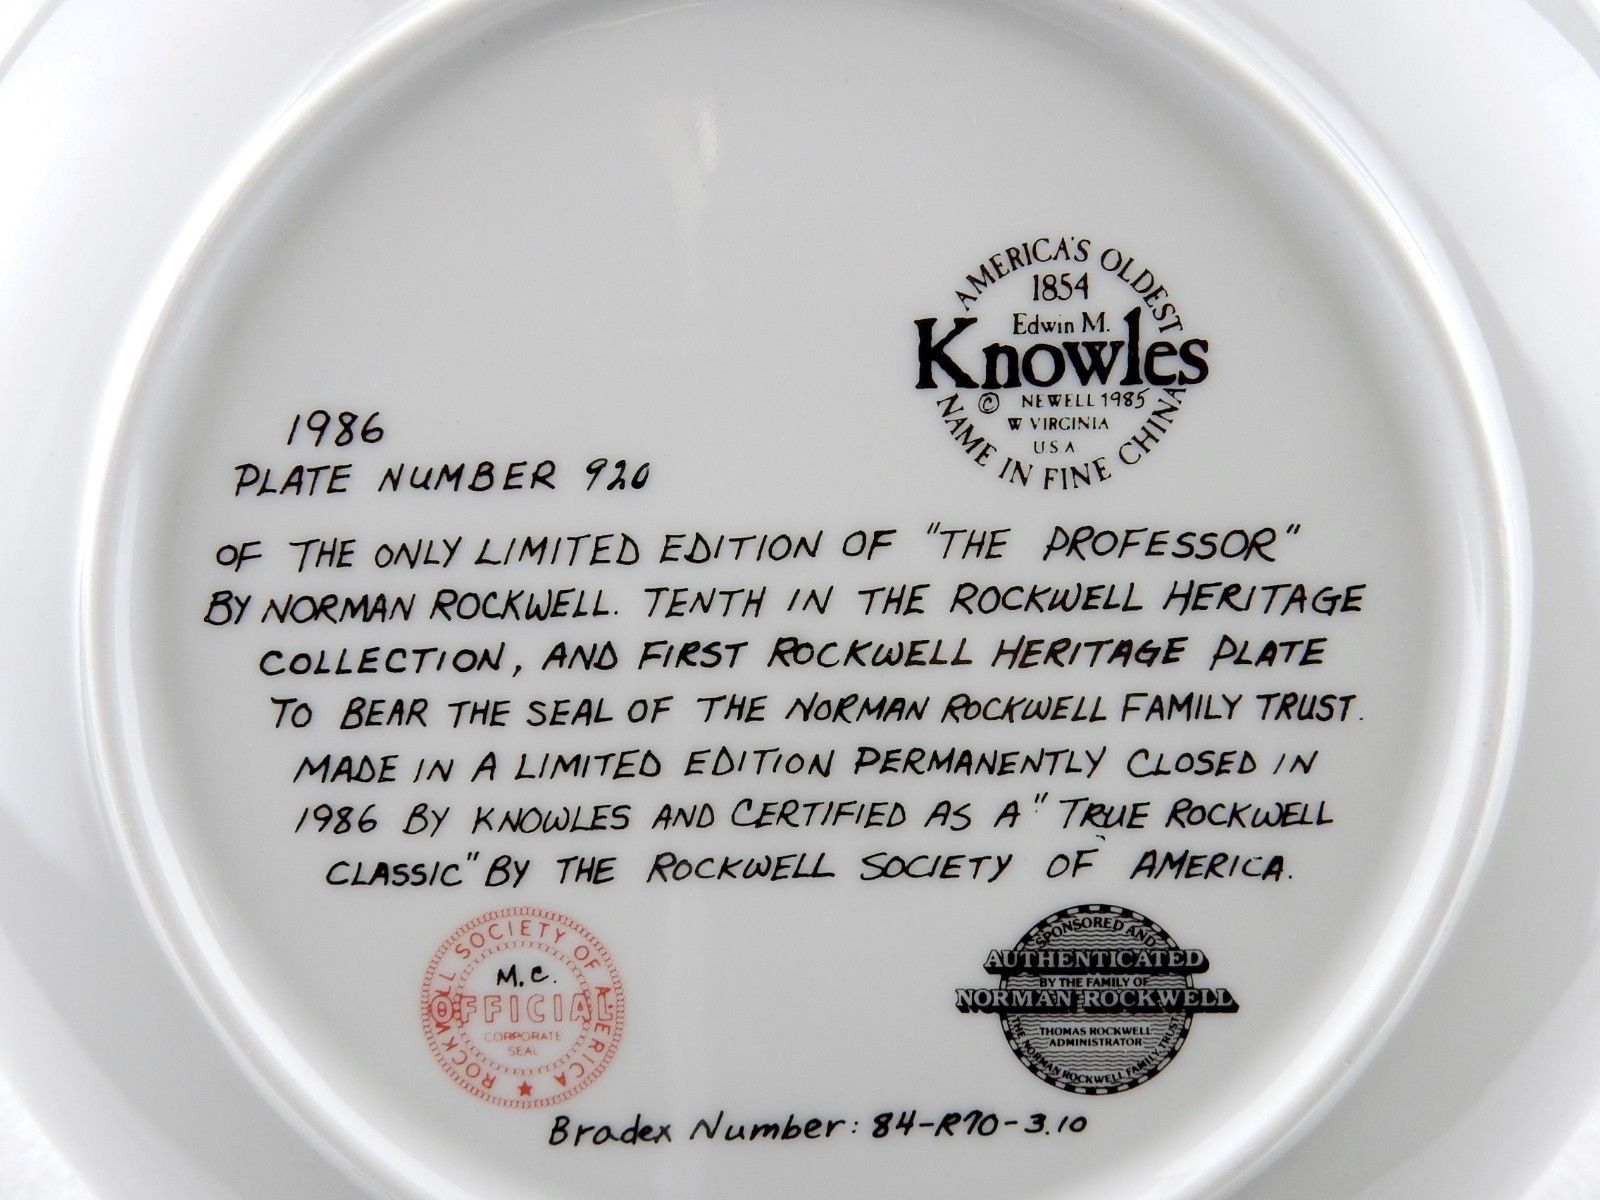 AMERICA'S OLDEST
1854
Edwin M.
Knowles
© NEWELL 1985
W VIRGINIA
USA
NAME IN FINE CHINA
1986
PLATE NUMBER 920
OF THE ONLY LIMITED EDITION OF "THE PROFESSOR"
BY NORMAN ROCKWELL. TENTH IN THE ROCKWELL HERITAGE
COLLECTION, AND FIRST ROCKWELL HERITAGE PLATE
TO BEAR THE SEAL OF THE NORMAN ROCKWELL FAMILY TRUST.
MADE IN A LIMITED EDITION PERMANENTLY CLOSED IN
1986 BY KNOWLES AND CERTIFIED AS A "TRUE ROCKWELL
CLASSIC" BY THE ROCKWELL SOCIETY OF AMERICA.
ROCKWELL SOCIETY OF AMERICA
M.C.
OFFICIAL
CORPORATE
SEAL
SPONSORED AND
AUTHENTICATED
BY THE FAMILY OF
NORMAN ROCKWELL
THOMAS ROCKWELL
ADMINISTRATOR
THE NORMAN ROCKWELL FAMILY TRUST
Bradex Number: 84-R70-3.10